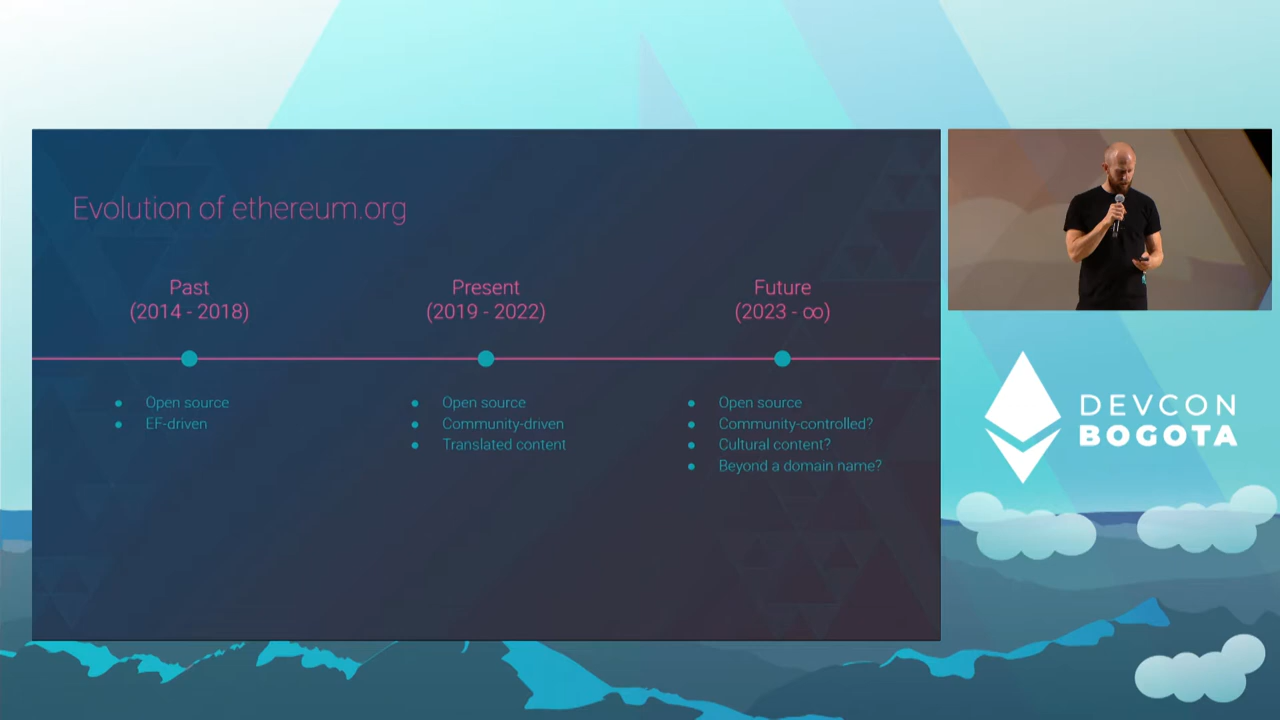 Evolution of ethereum.org
Past
(2014 - 2018)
Present
(2019 - 2022)
Future
(2023 - ∞)
• Open source
• EF-driven
• Open source
• Community-driven
• Translated content
• Open source
• Community-controlled?
• Cultural content?
• Beyond a domain name?
DEVCON
BOGOTA